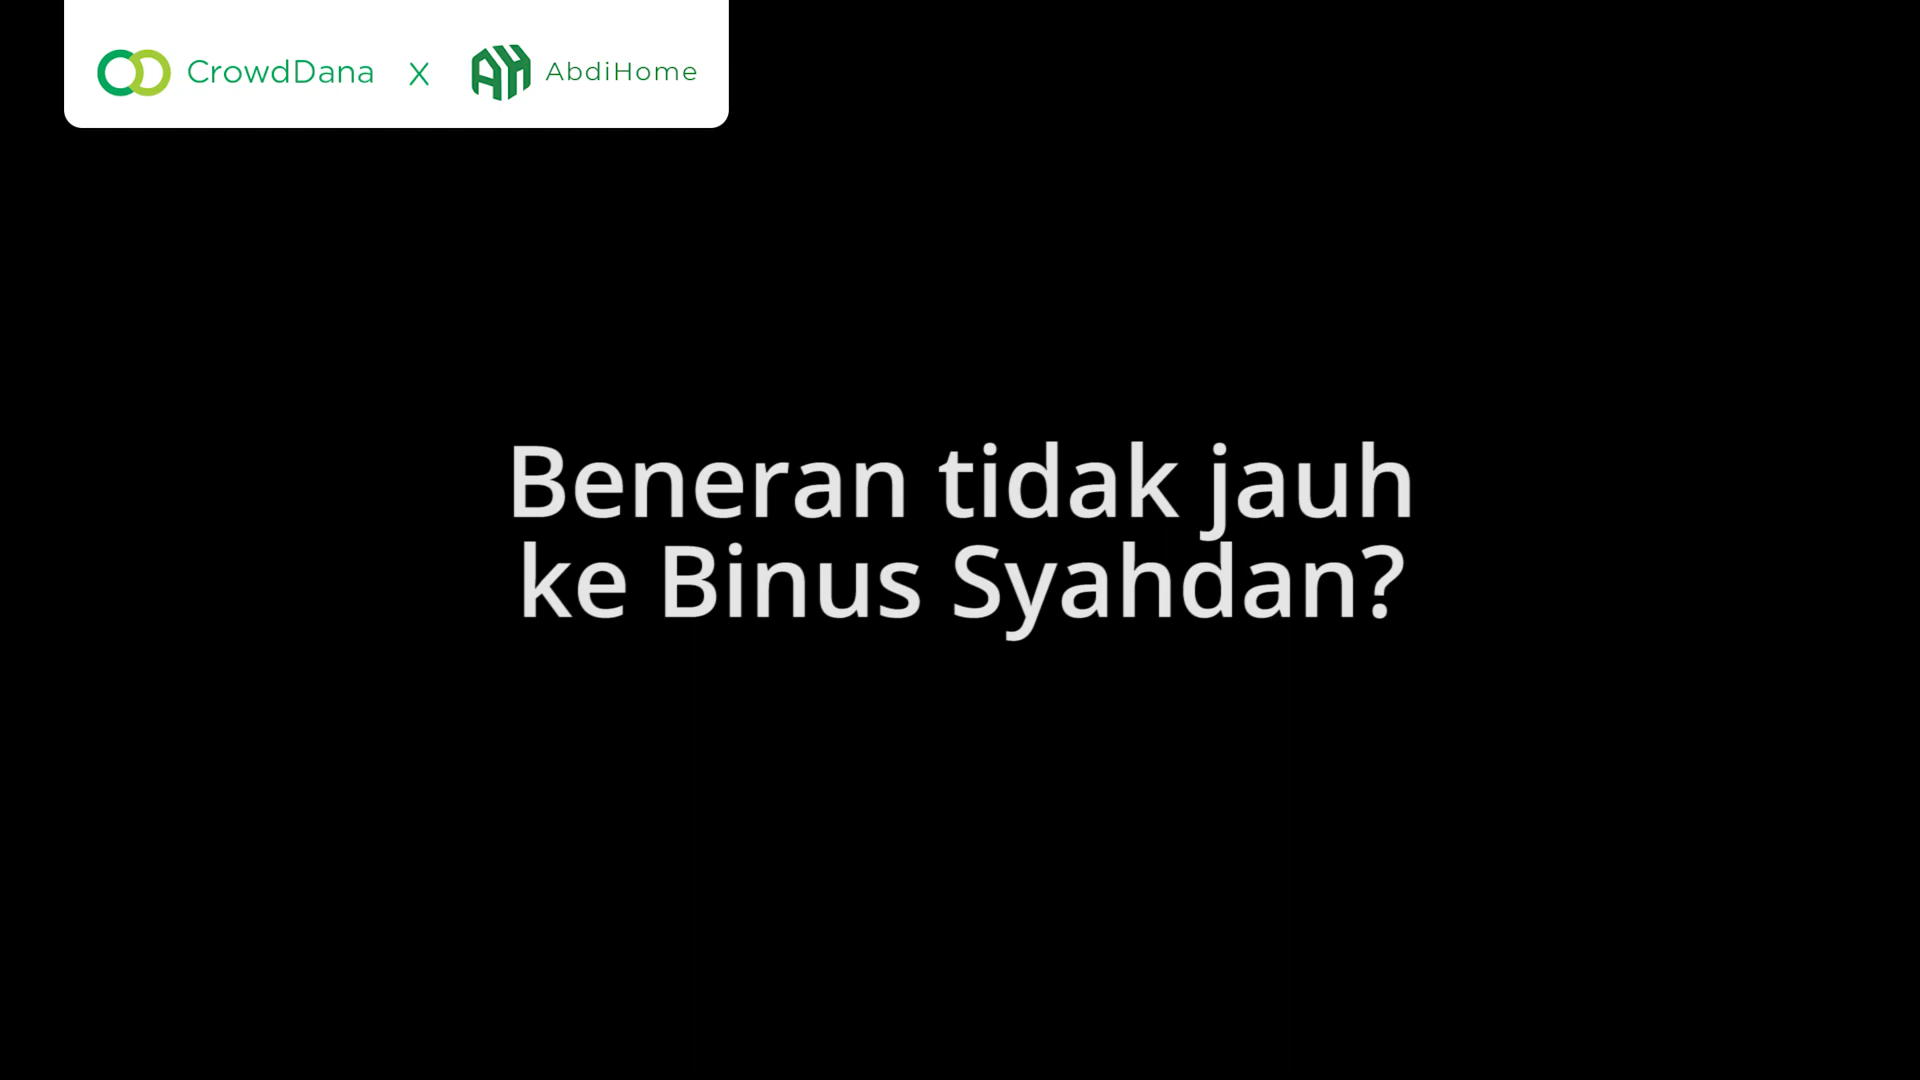 CrowdDana X AbdiHome
Beneran tidak jauh
ke Binus Syahdan?